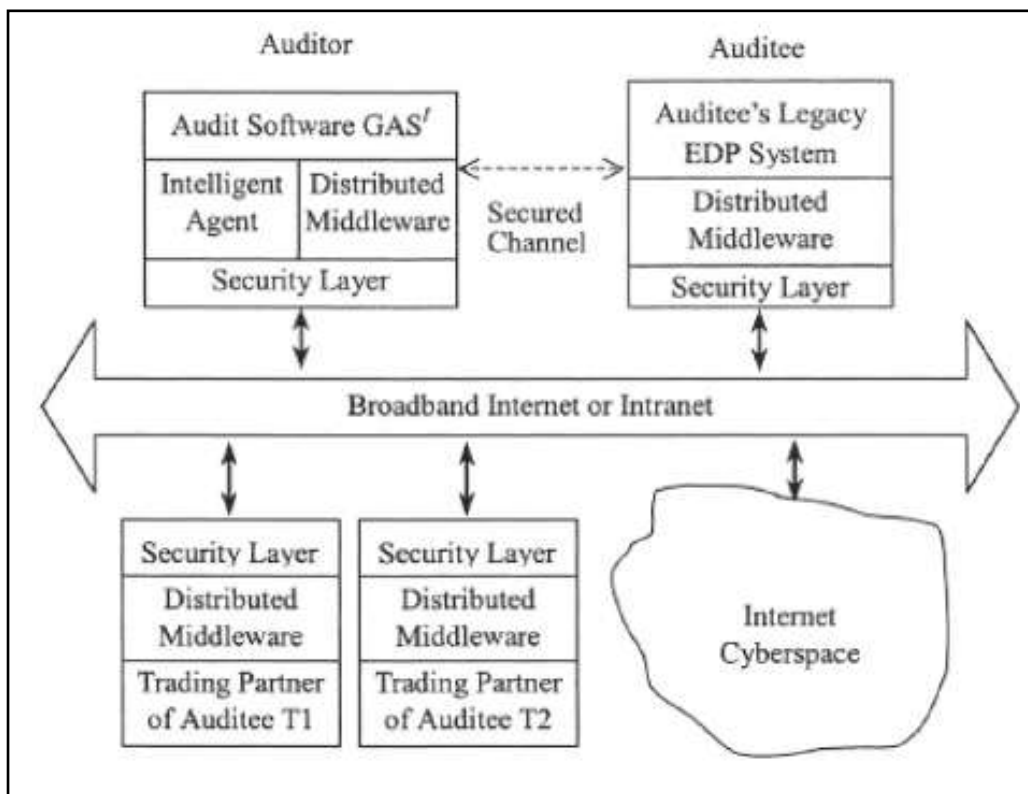 Auditor
Auditee
Audit Software GAS^f
Intelligent
Agent
Distributed
Middleware
Security Layer
Secured
Channel
Auditee's Legacy
EDP System
Distributed
Middleware
Security Layer
Broadband Internet or Intranet
Security Layer
Distributed
Middleware
Trading Partner
of Auditee T1
Security Layer
Distributed
Middleware
Trading Partner
of Auditee T2
Internet
Cyberspace